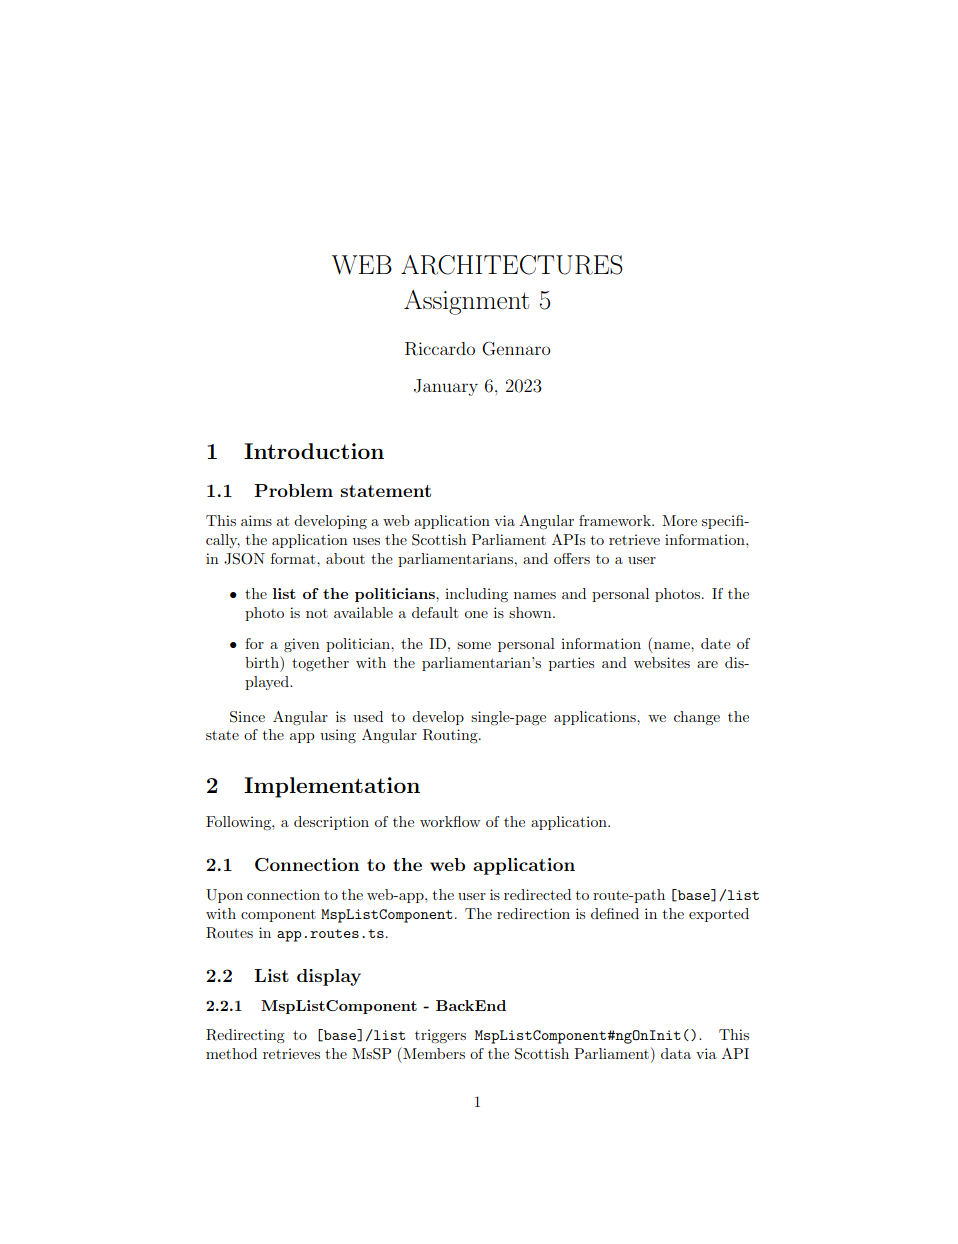 WEB ARCHITECTURES
Assignment 5
Riccardo Gennaro
January 6, 2023
1 Introduction
1.1 Problem statement
This aims at developing a web application via Angular framework. More specifi-
cally, the application uses the Scottish Parliament APIs to retrieve information,
in JSON format, about the parliamentarians, and offers to a user
• the list of the politicians, including names and personal photos. If the
photo is not available a default one is shown.
• for a given politician, the ID, some personal information (name, date of
birth) together with the parliamentarian's parties and websites are dis-
played.
Since Angular is used to develop single-page applications, we change the
state of the app using Angular Routing.
2 Implementation
Following, a description of the workflow of the application.
2.1 Connection to the web application
Upon connection to the web-app, the user is redirected to route-path [base]/list
with component MspListComponent. The redirection is defined in the exported
Routes in app.routes.ts.
2.2 List display
2.2.1 MspListComponent - BackEnd
Redirecting to [base]/list triggers MspListComponent#ngOnInit(). This
method retrieves the MsSP (Members of the Scottish Parliament) data via API
1